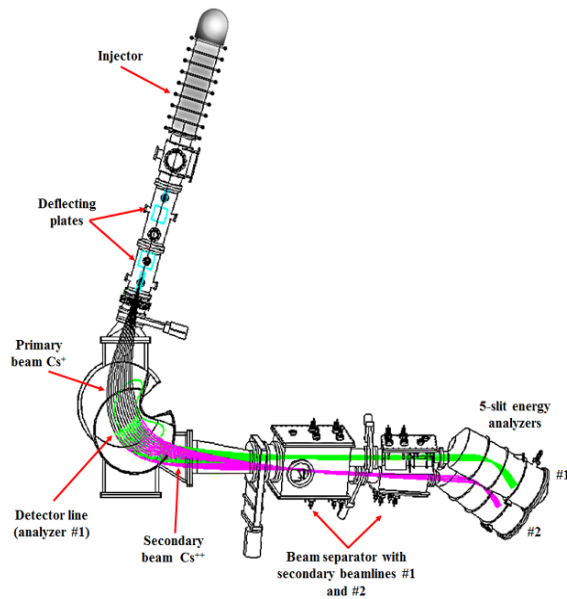 Injector
Deflecting
plates
Primary
beam Cs⁺
5-slit energy
analyzers
#1
#2
Detector line
(analyzer #1)
Secondary
beam Cs⁺⁺
Beam separator with
secondary beamlines #1
and #2